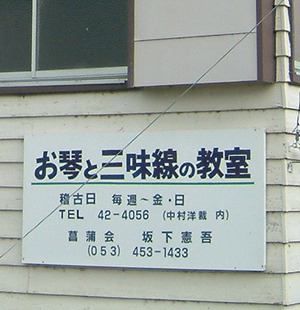 お琴と三味線の教室
稽古日 毎週～金・日
TEL 42-4056 (中村洋裁 内)
菖蒲会 坂下憲吾
(053) 453-1433